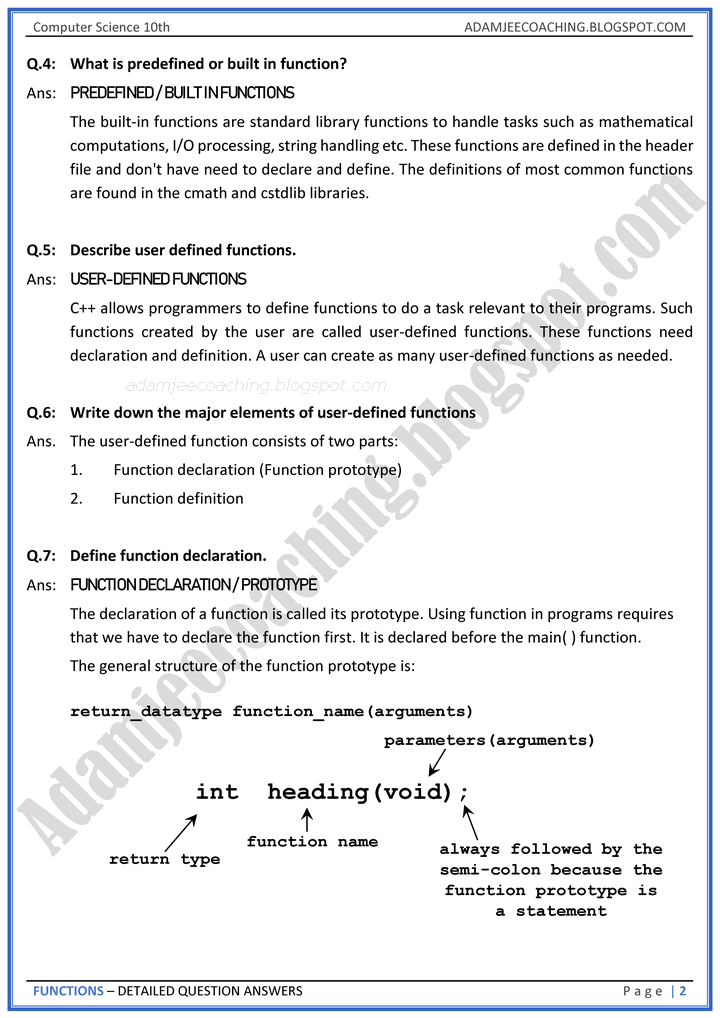 Computer Science 10th ADAMJEECOACHING.BLOGSPOT.COM
Q.4: What is predefined or built in function?
Ans: PREDEFINED / BUILT IN FUNCTIONS
The built-in functions are standard library functions to handle tasks such as mathematical
computations, I/O processing, string handling etc. These functions are defined in the header
file and don't have need to declare and define. The definitions of most common functions
are found in the cmath and cstdlib libraries.
Q.5: Describe user defined functions.
Ans: USER-DEFINED FUNCTIONS
C++ allows programmers to define functions to do a task relevant to their programs. Such
functions created by the user are called user-defined functions. These functions need
declaration and definition. A user can create as many user-defined functions as needed.
adamjeecoaching.blogspot.com
Q.6: Write down the major elements of user-defined functions
Ans. The user-defined function consists of two parts:
1. Function declaration (Function prototype)
2. Function definition
Q.7: Define function declaration.
Ans: FUNCTION DECLARATION / PROTOTYPE
The declaration of a function is called its prototype. Using function in programs requires
that we have to declare the function first. It is declared before the main( ) function.
The general structure of the function prototype is:
return_datatype function_name(arguments)
parameters(arguments)
int heading(void);
function name
return type
always followed by the
semi-colon because the
function prototype is
a statement
Adamjeecoaching.blogspot.com
FUNCTIONS – DETAILED QUESTION ANSWERS Page | 2